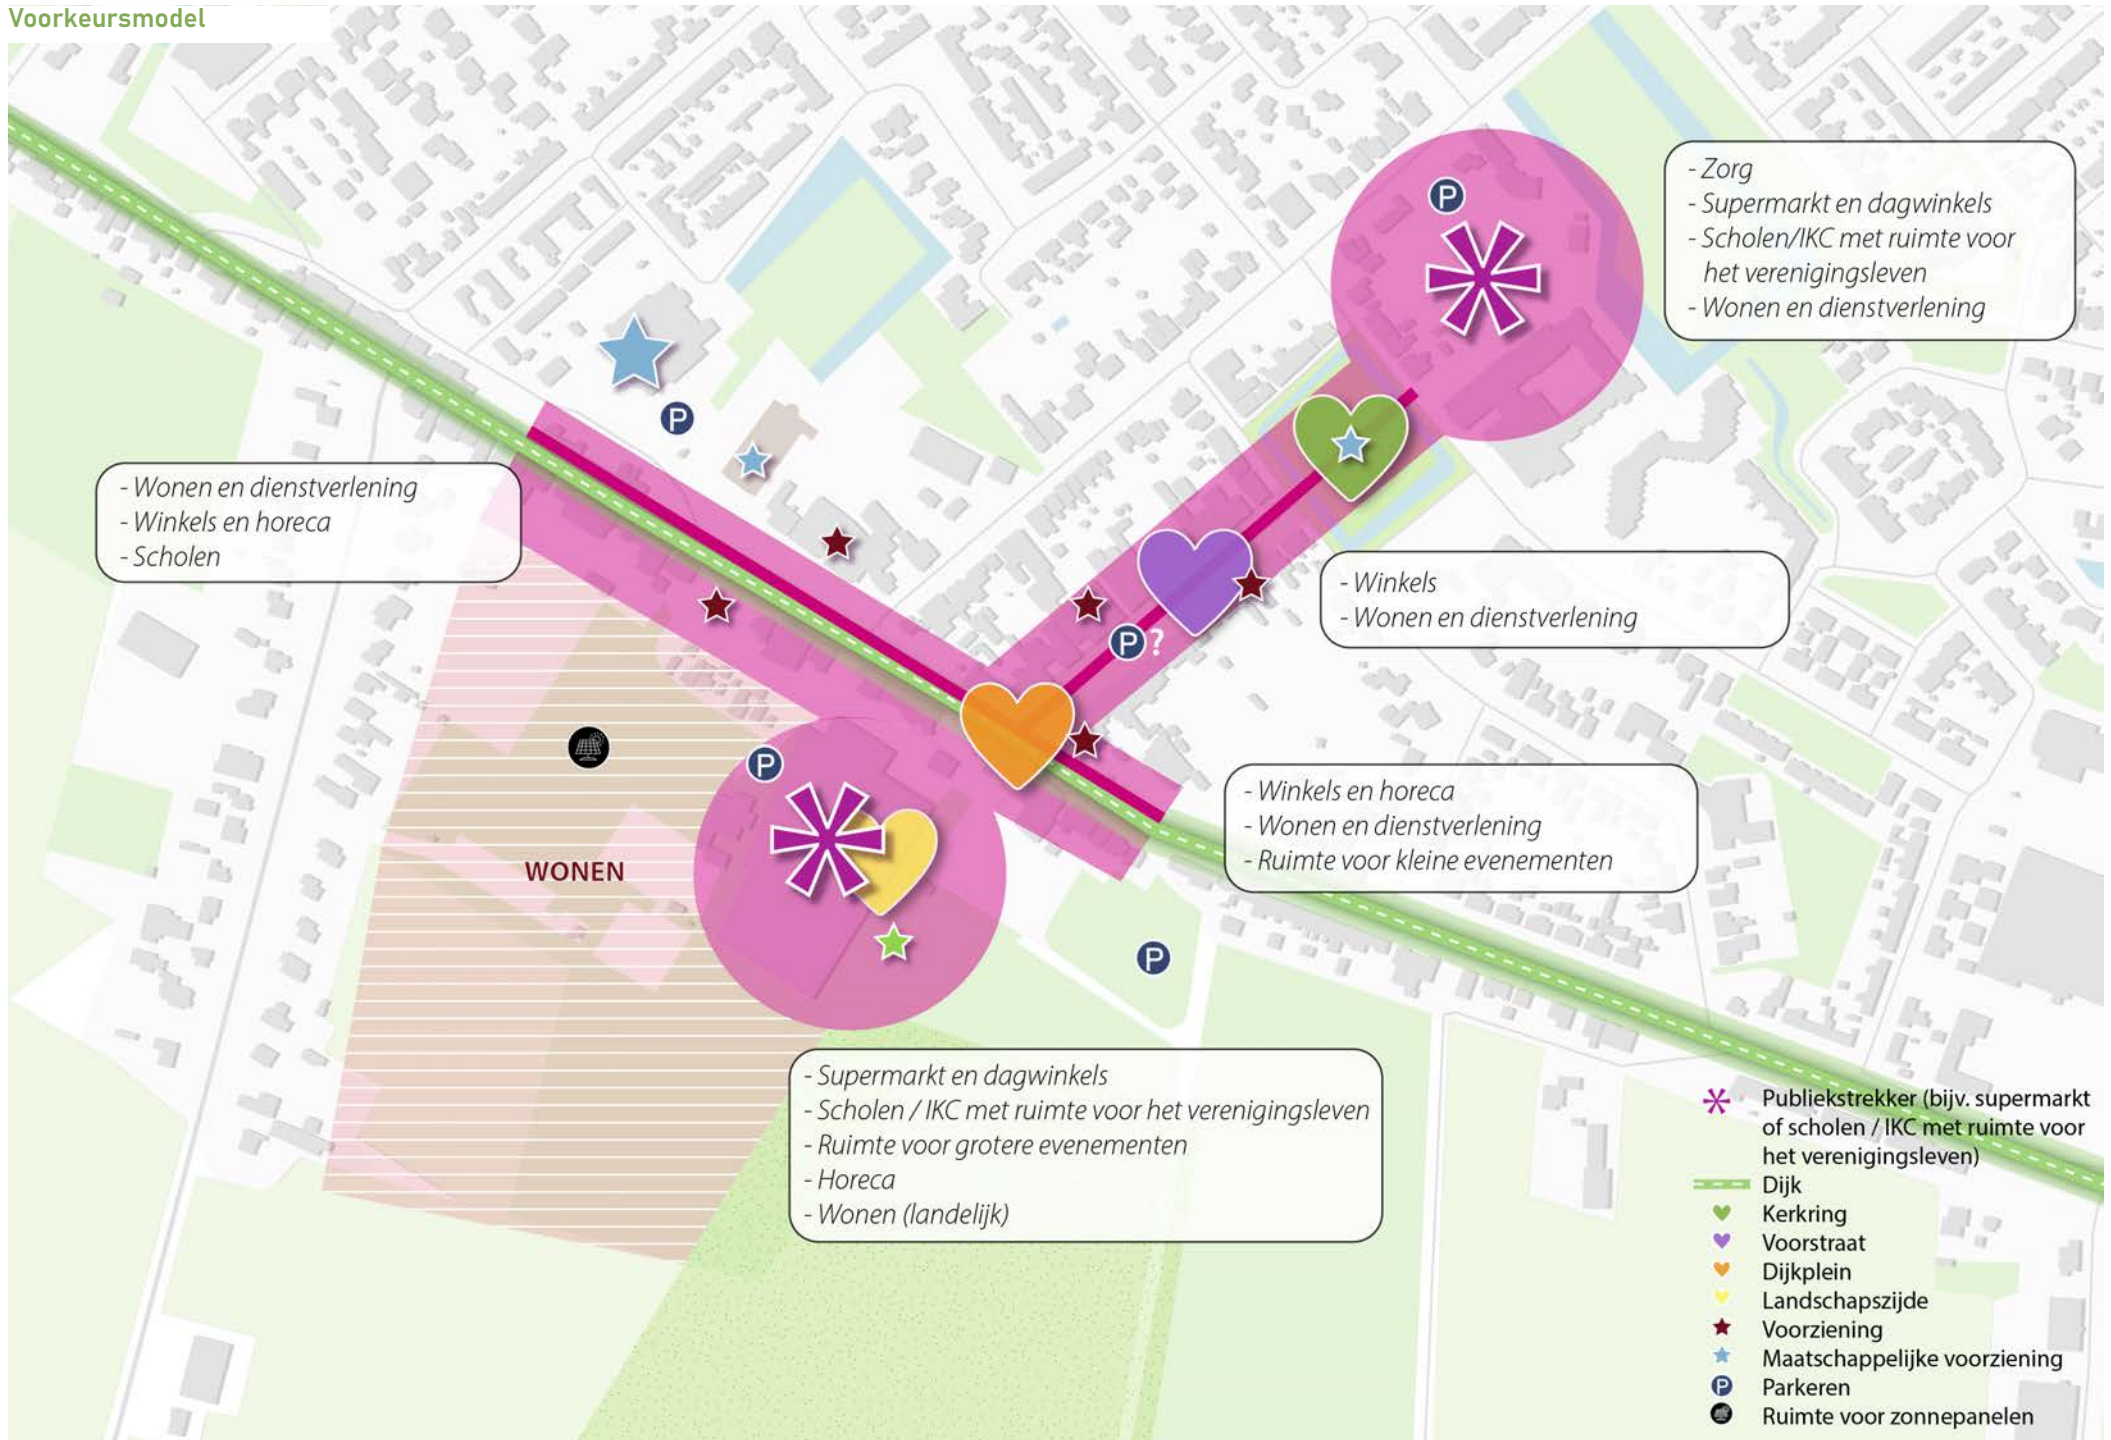 Voorkeursmodel
P
- Zorg
- Supermarkt en dagwinkels
- Scholen/IKC met ruimte voor
het verenigingsleven
- Wonen en dienstverlening
P
- Wonen en dienstverlening
- Winkels en horeca
- Scholen
- Winkels
- Wonen en dienstverlening
P ?
P
- Winkels en horeca
- Wonen en dienstverlening
- Ruimte voor kleine evenementen
WONEN
P
- Supermarkt en dagwinkels
- Scholen / IKC met ruimte voor het verenigingsleven
- Ruimte voor grotere evenementen
- Horeca
- Wonen (landelijk)
Publiekstrekker (bijv. supermarkt
of scholen / IKC met ruimte voor
het verenigingsleven)
Dijk
Kerkring
Voorstraat
Dijkplein
Landschapszijde
Voorziening
Maatschappelijke voorziening
P Parkeren
Ruimte voor zonnepanelen